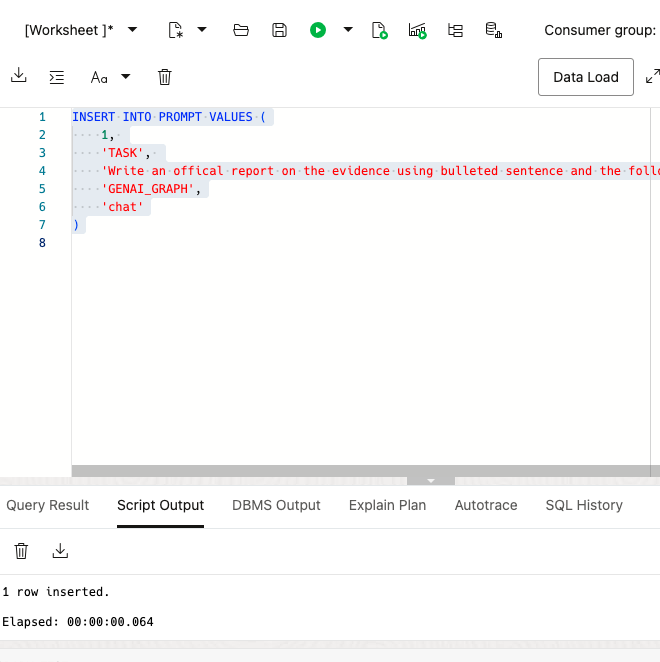 [Worksheet ]*
Consumer group:
Aa
Data Load
1 INSERT INTO PROMPT VALUES (
2 1,
3 'TASK',
4 'Write an offical report on the evidence using bulleted sentence and the follo
5 'GENAI_GRAPH',
6 'chat'
7 )
8
Query Result Script Output DBMS Output Explain Plan Autotrace SQL History
1 row inserted.
Elapsed: 00:00:00.064